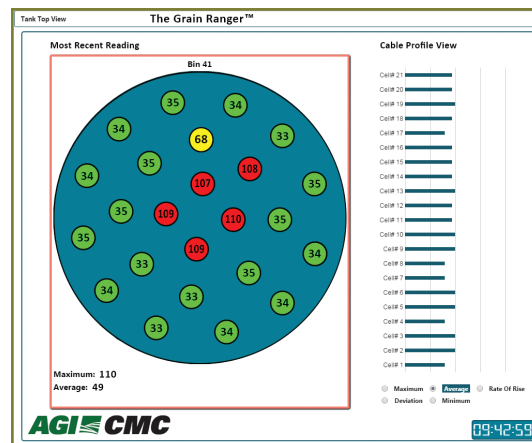 Tank Top View
The Grain Ranger™
Most Recent Reading
Cable Profile View
Bin 41
35
34
34
33
68
35
108
34
107
35
35
109
110
35
35
109
34
33
35
34
33
34
33
34
Maximum: 110
Average: 49
Cell# 21
Cell# 20
Cell# 19
Cell# 18
Cell# 17
Cell# 16
Cell# 15
Cell# 14
Cell# 13
Cell# 12
Cell# 11
Cell# 10
Cell# 9
Cell# 8
Cell# 7
Cell# 6
Cell# 5
Cell# 4
Cell# 3
Cell# 2
Cell# 1
Maximum Average Rate Of Rise
Deviation Minimum
AGI CMC
09:42:59